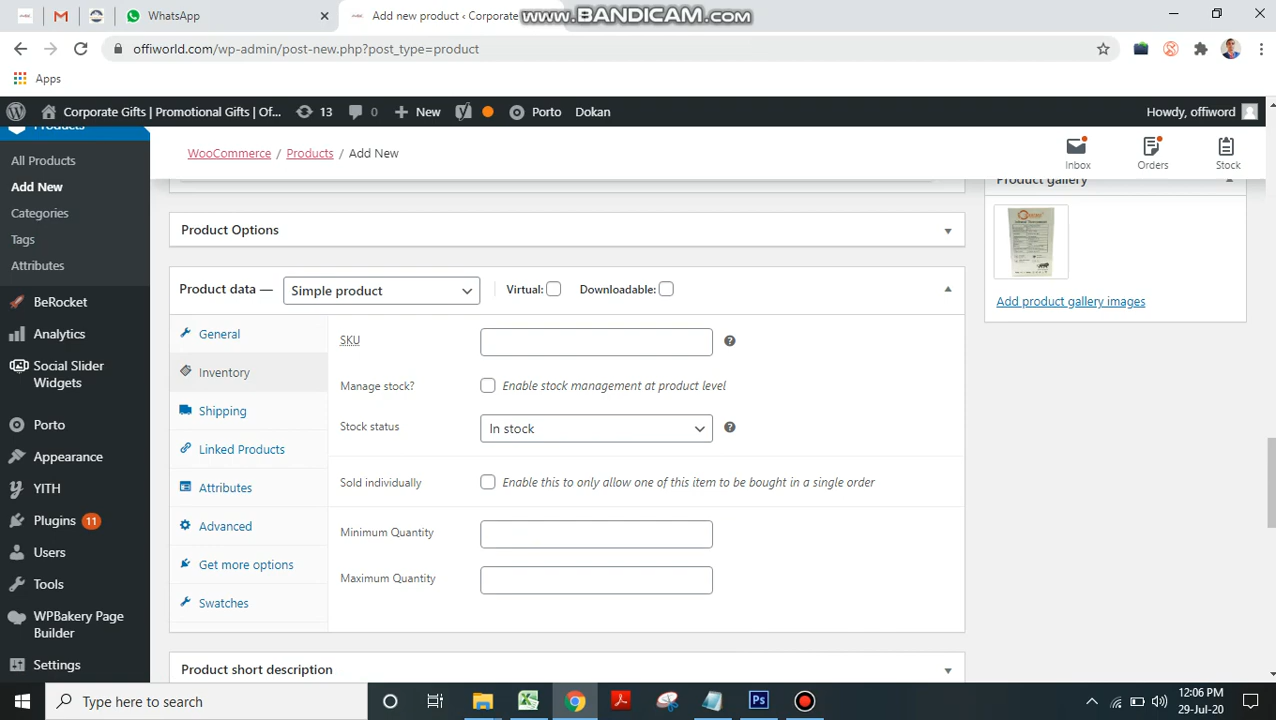 WhatsApp
Add new product ‹ Corporate
www.BANDICAM.com
offiworld.com/wp-admin/post-new.php?post_type=product
Apps
Corporate Gifts | Promotional Gifts | Of...
13
0
New
Porto
Dokan
Howdy, offiword
Products
All Products
Add New
Categories
Tags
Attributes
BeRocket
Analytics
Social Slider
Widgets
Porto
Appearance
YITH
Plugins 11
Users
Tools
WPBakery Page
Builder
Settings
WooCommerce / Products / Add New
Inbox
Orders
Stock
Product Options
Product data —
Simple product
Virtual:
Downloadable:
General
Inventory
Shipping
Linked Products
Attributes
Advanced
Get more options
Swatches
SKU
Manage stock?
Enable stock management at product level
Stock status
In stock
Sold individually
Enable this to only allow one of this item to be bought in a single order
Minimum Quantity
Maximum Quantity
Product short description
Product gallery
Add product gallery images
Type here to search
12:06 PM
29-Jul-20